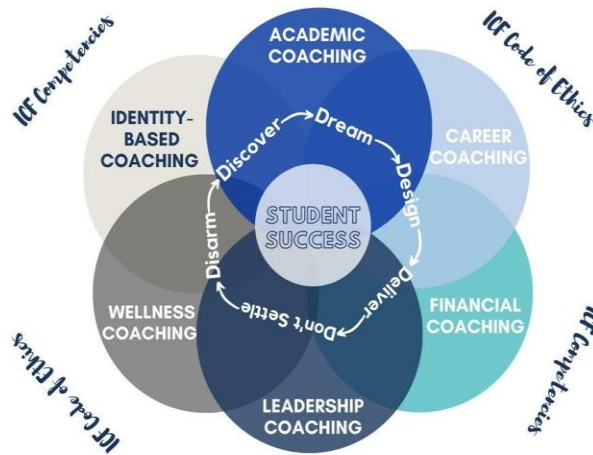 ICF Competencies
ICF Code of Ethics
ACADEMIC
COACHING
IDENTITY-
BASED
COACHING
CAREER
COACHING
Discover
Dream
Design
Deliver
Don't Settle
Disarm
STUDENT
SUCCESS
WELLNESS
COACHING
FINANCIAL
COACHING
LEADERSHIP
COACHING
ICF Code of Ethics
ICF Competencies